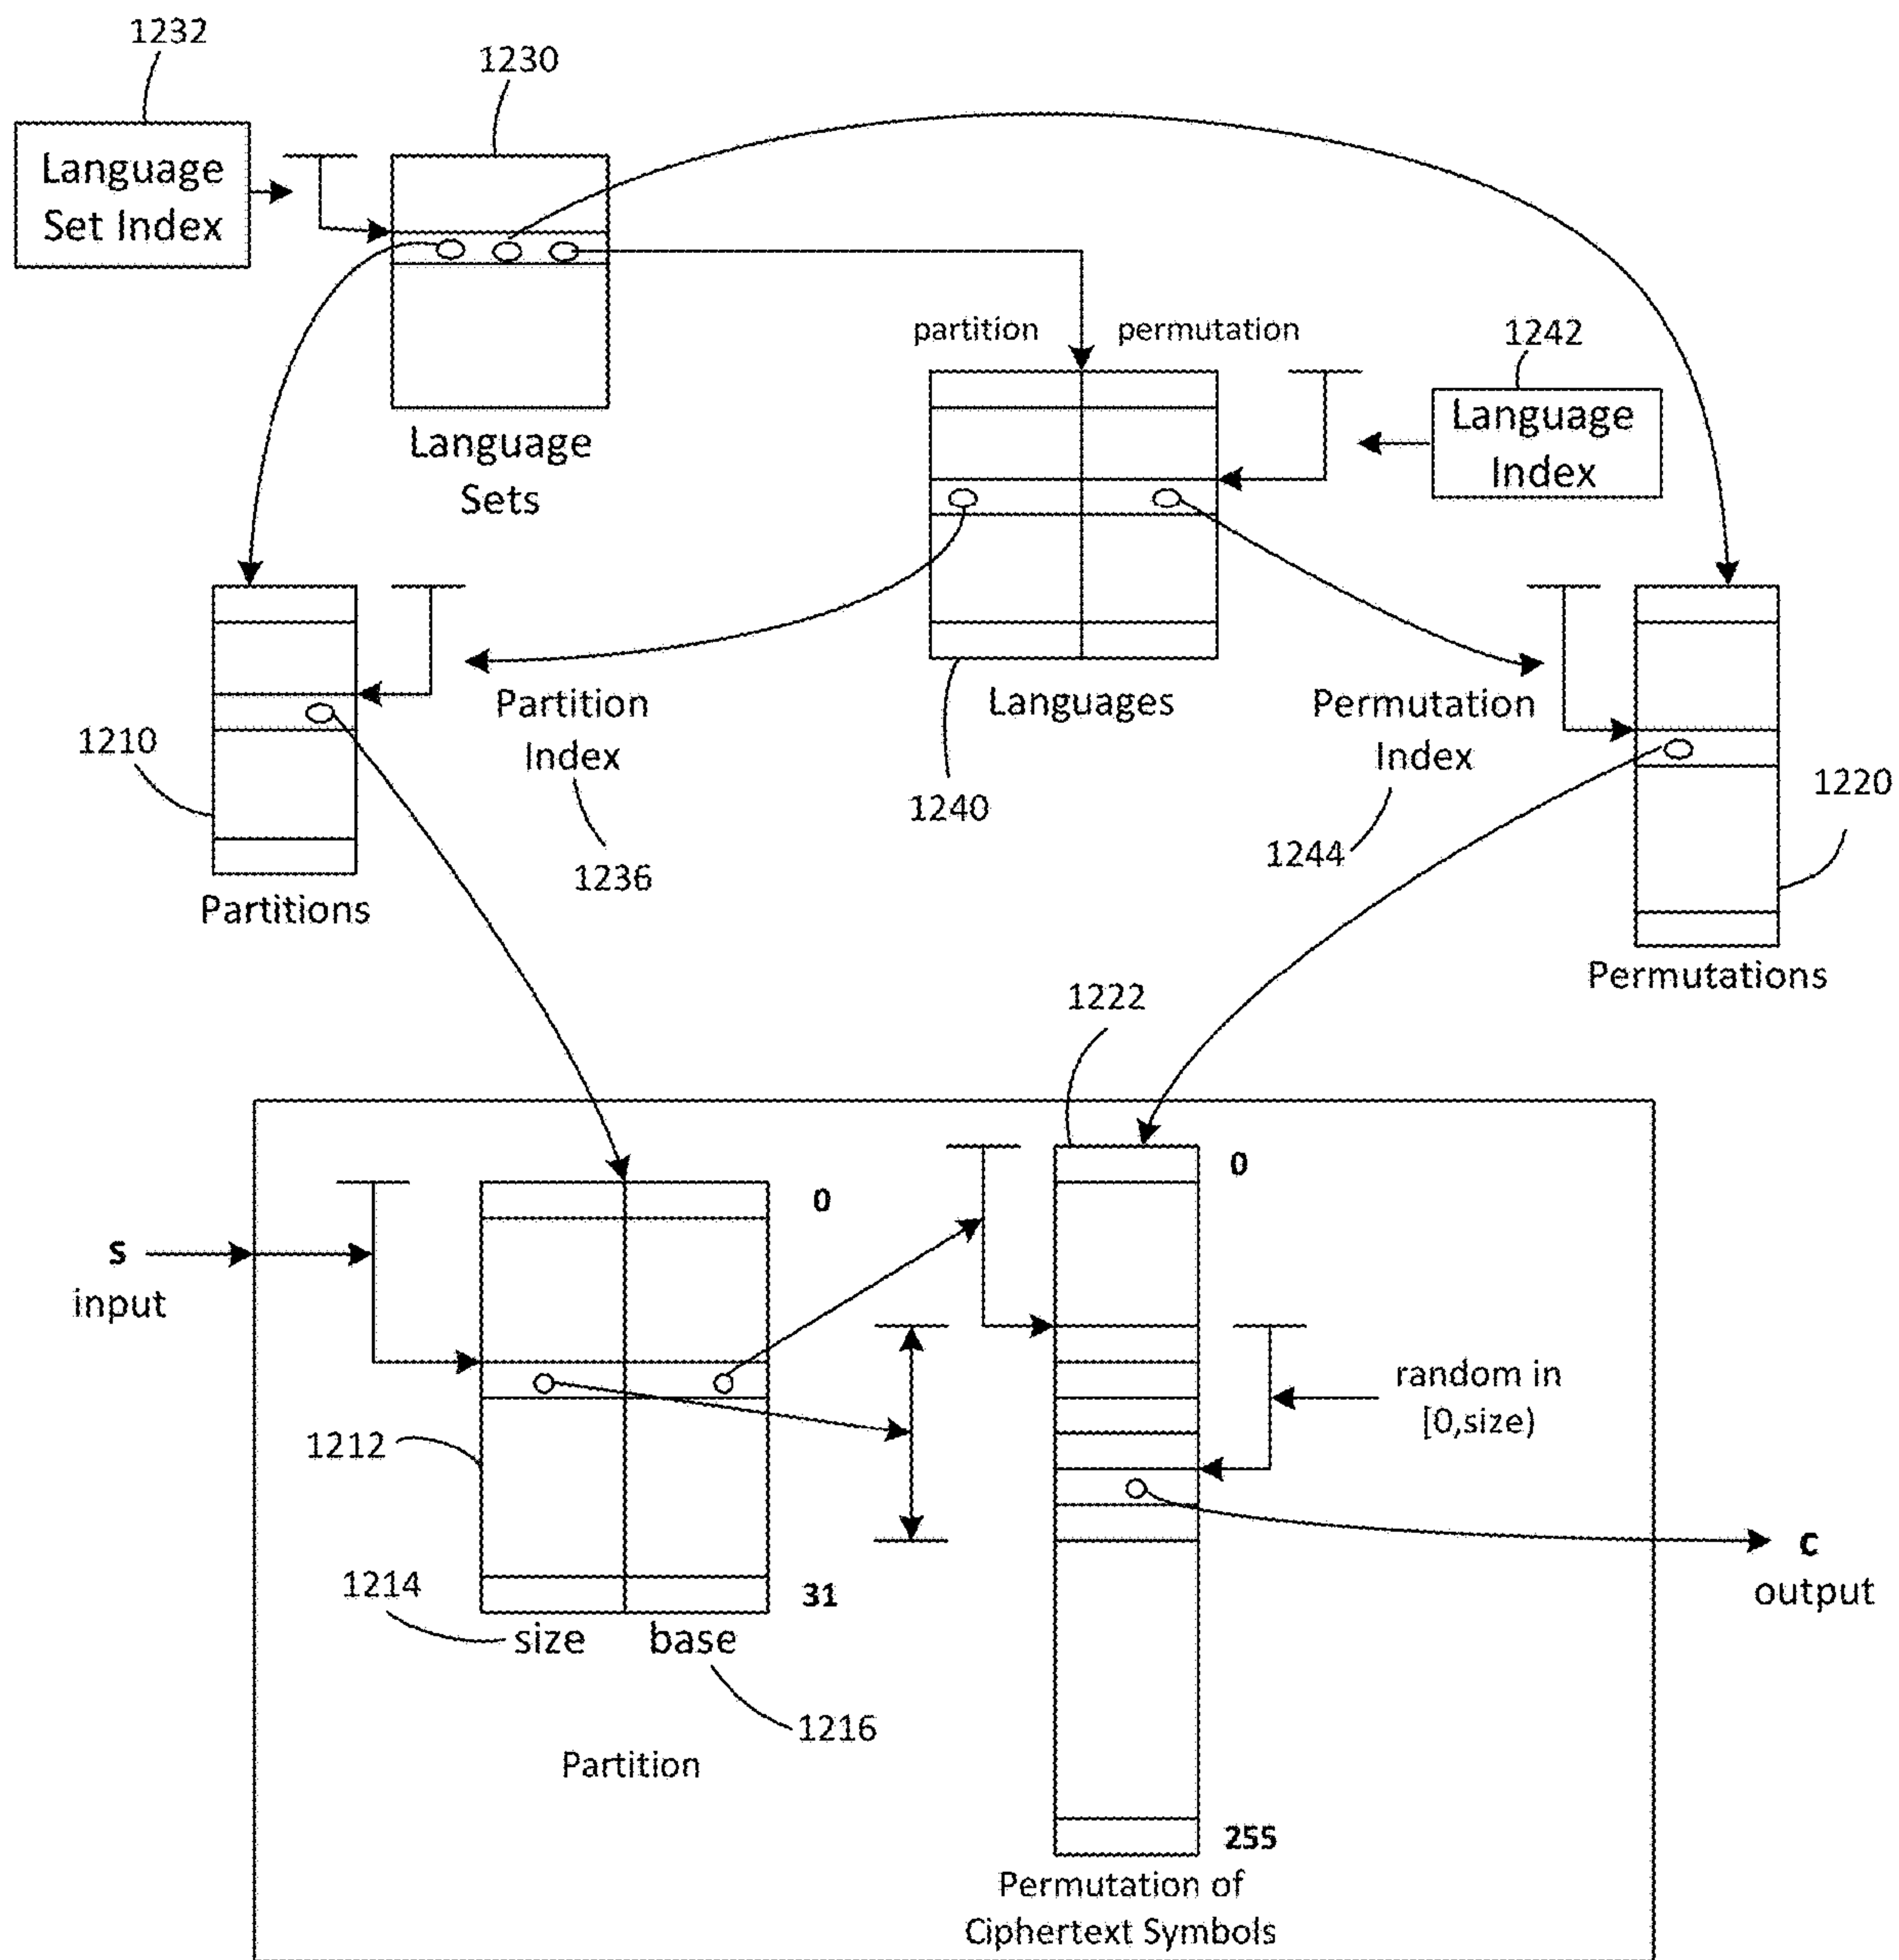 1232
1230
Language
Set Index
Language
Sets
partition
permutation
1242
Language
Index
1210
Partition
Index
1236
Languages
1240
Permutation
Index
1244
1220
Partitions
Permutations
1222
0
0
S
input
random in
[0,size)
1212
C
output
1214
31
size
base
1216
Partition
255
Permutation of
Ciphertext Symbols